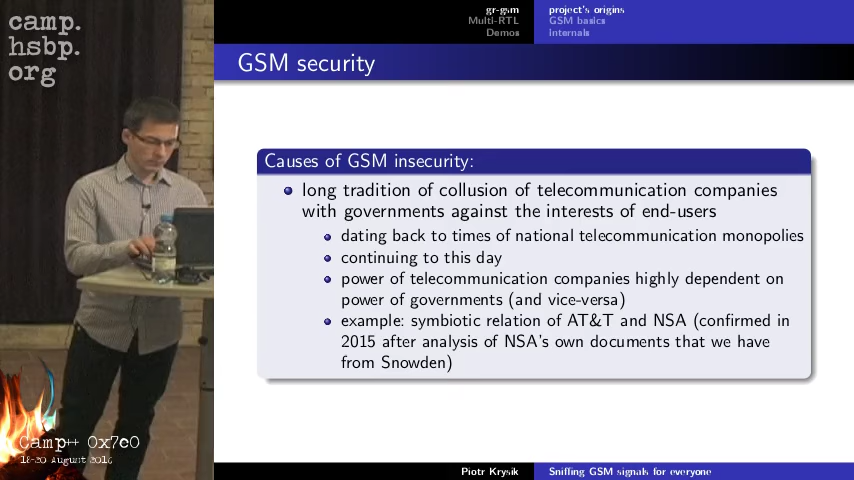 camp.
hsbp.
org
gr-gsm
Multi-RTL
Demos
project's origins
GSM basics
Internals
GSM security
Causes of GSM insecurity:
long tradition of collusion of telecommunication companies
with governments against the interests of end-users
dating back to times of national telecommunication monopolies
continuing to this day
power of telecommunication companies highly dependent on
power of governments (and vice-versa)
example: symbiotic relation of AT&T and NSA (confirmed in
2015 after analysis of NSA's own documents that we have
from Snowden)
Camp++ 0x7e0
18-20 August 2016
Piotr Krysik
Sniffing GSM signals for everyone